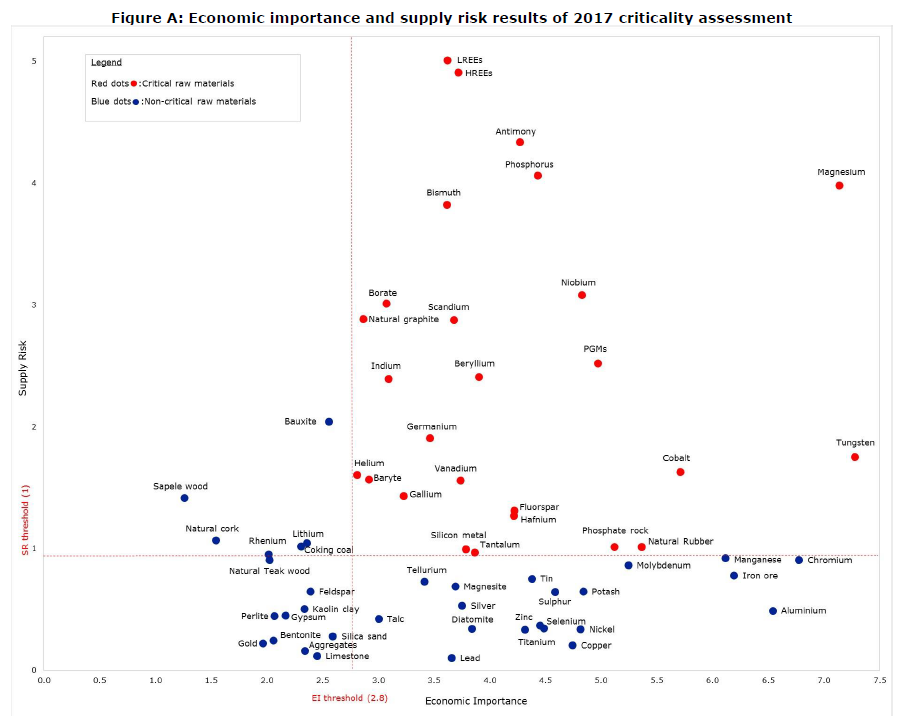 Figure A: Economic importance and supply risk results of 2017 criticality assessment
Legend
Red dots :Critical raw materials
Blue dots :Non-critical raw materials
5
4
3
2
1
0
Supply Risk
SR threshold (1)
LREEs
HREEs
Antimony
Phosphorus
Magnesium
Bismuth
Niobium
Borate
Scandium
Natural graphite
PGMs
Indium
Beryllium
Bauxite
Germanium
Tungsten
Helium
Baryte
Vanadium
Cobalt
Sapele wood
Gallium
Fluorspar
Hafnium
Natural cork
Rhenium
Lithium
Coking coal
Silicon metal
Tantalum
Phosphate rock
Natural Rubber
Natural Teak wood
Molybdenum
Manganese
Chromium
Iron ore
Tellurium
Magnesite
Tin
Sulphur
Potash
Feldspar
Kaolin clay
Silver
Aluminium
Perlite
Gypsum
Talc
Diatomite
Zinc
Selenium
Titanium
Nickel
Gold
Bentonite
Silica sand
Aggregates
Limestone
Lead
Copper
0.0
0.5
1.0
1.5
2.0
2.5
3.0
3.5
4.0
4.5
5.0
5.5
6.0
6.5
7.0
7.5
EI threshold (2.8)
Economic Importance